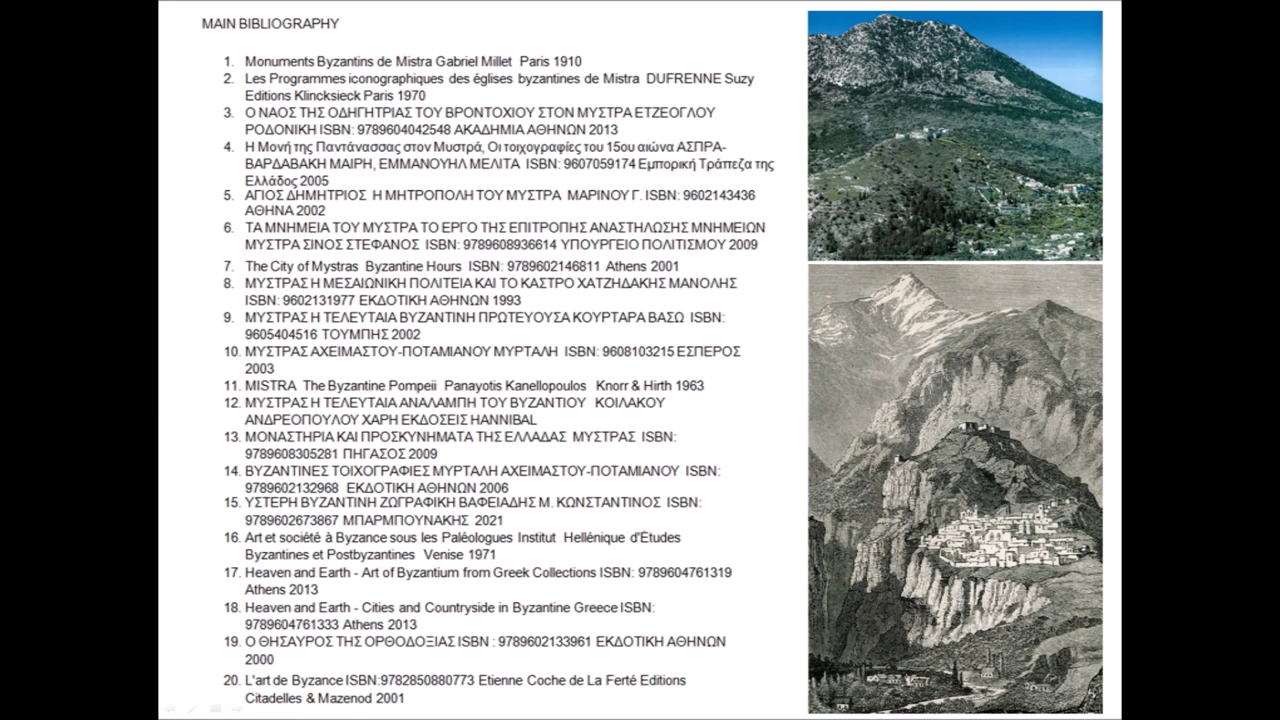 MAIN BIBLIOGRAPHY
1. Monuments Byzantins de Mistra Gabriel Millet Paris 1910
2. Les Programmes iconographiques des églises byzantines de Mistra DUFRENNE Suzy
Editions Klincksieck Paris 1970
3. Ο ΝΑΟΣ ΤΗΣ ΟΔΗΓΗΤΡΙΑΣ ΤΟΥ ΒΡΟΝΤΟΧΙΟΥ ΣΤΟΝ ΜΥΣΤΡΑ ΕΤΖΕΟΓΛΟΥ
ΡΟΔΟΝΙΚΗ ISBN: 9789604042548 ΑΚΑΔΗΜΙΑ ΑΘΗΝΩΝ 2013
4. Η Μονή της Παντάνασσας στον Μυστρά, Οι τοιχογραφίες του 15ου αιώνα ΑΣΠΡΑ-
ΒΑΡΔΑΒΑΚΗ ΜΑΙΡΗ, ΕΜΜΑΝΟΥΗΛ ΜΕΛΙΤΑ ISBN: 9607059174 Εμπορική Τράπεζα της
Ελλάδος 2005
5. ΑΓΙΟΣ ΔΗΜΗΤΡΙΟΣ Η ΜΗΤΡΟΠΟΛΗ ΤΟΥ ΜΥΣΤΡΑ ΜΑΡΙΝΟΥ Γ. ISBN: 9602143436
ΑΘΗΝΑ 2002
6. ΤΑ ΜΝΗΜΕΙΑ ΤΟΥ ΜΥΣΤΡΑ ΤΟ ΕΡΓΟ ΤΗΣ ΕΠΙΤΡΟΠΗΣ ΑΝΑΣΤΗΛΩΣΗΣ ΜΝΗΜΕΙΩΝ
ΜΥΣΤΡΑ ΣΙΝΟΣ ΣΤΕΦΑΝΟΣ ISBN: 9789608936614 ΥΠΟΥΡΓΕΙΟ ΠΟΛΙΤΙΣΜΟΥ 2009
7. The City of Mystras Byzantine Hours ISBN: 9789602146811 Athens 2001
8. ΜΥΣΤΡΑΣ Η ΜΕΣΑΙΩΝΙΚΗ ΠΟΛΙΤΕΙΑ ΚΑΙ ΤΟ ΚΑΣΤΡΟ ΧΑΤΖΗΔΑΚΗΣ ΜΑΝΟΛΗΣ
ISBN: 9602131977 ΕΚΔΟΤΙΚΗ ΑΘΗΝΩΝ 1993
9. ΜΥΣΤΡΑΣ Η ΤΕΛΕΥΤΑΙΑ ΒΥΖΑΝΤΙΝΗ ΠΡΩΤΕΥΟΥΣΑ ΚΟΥΡΤΑΡΑ ΒΑΣΩ ISBN:
9605404516 ΤΟΥΜΠΗΣ 2002
10. ΜΥΣΤΡΑΣ ΑΧΕΙΜΑΣΤΟΥ-ΠΟΤΑΜΙΑΝΟΥ ΜΥΡΤΑΛΗ ISBN: 9608103215 ΕΣΠΕΡΟΣ
2003
11. MISTRA The Byzantine Pompeii Panayotis Kanellopoulos Knorr & Hirth 1963
12. ΜΥΣΤΡΑΣ Η ΤΕΛΕΥΤΑΙΑ ΑΝΑΛΑΜΠΗ ΤΟΥ ΒΥΖΑΝΤΙΟΥ ΚΟΙΛΑΚΟΥ
ΑΝΔΡΕΟΠΟΥΛΟΥ ΧΑΡΗ ΕΚΔΟΣΕΙΣ HANNIBAL
13. ΜΟΝΑΣΤΗΡΙΑ ΚΑΙ ΠΡΟΣΚΥΝΗΜΑΤΑ ΤΗΣ ΕΛΛΑΔΑΣ ΜΥΣΤΡΑΣ ISBN:
9789608305281 ΠΗΓΑΣΟΣ 2009
14. ΒΥΖΑΝΤΙΝΕΣ ΤΟΙΧΟΓΡΑΦΙΕΣ ΜΥΡΤΑΛΗ ΑΧΕΙΜΑΣΤΟΥ-ΠΟΤΑΜΙΑΝΟΥ ISBN:
9789602132968 ΕΚΔΟΤΙΚΗ ΑΘΗΝΩΝ 2006
15. ΥΣΤΕΡΗ ΒΥΖΑΝΤΙΝΗ ΖΩΓΡΑΦΙΚΗ ΒΑΦΕΙΑΔΗΣ Μ. ΚΩΝΣΤΑΝΤΙΝΟΣ ISBN:
9789602673867 ΜΠΑΡΜΠΟΥΝΑΚΗΣ 2021
16. Art et société à Byzance sous les Paléologues Institut Hellénique d'Études
Byzantines et Postbyzantines Venise 1971
17. Heaven and Earth - Art of Byzantium from Greek Collections ISBN: 9789604761319
Athens 2013
18. Heaven and Earth - Cities and Countryside in Byzantine Greece ISBN:
9789604761333 Athens 2013
19. Ο ΘΗΣΑΥΡΟΣ ΤΗΣ ΟΡΘΟΔΟΞΙΑΣ ISBN : 9789602133961 ΕΚΔΟΤΙΚΗ ΑΘΗΝΩΝ
2000
20. L'art de Byzance ISBN:9782850880773 Etienne Coche de La Ferté Editions
Citadelles & Mazenod 2001